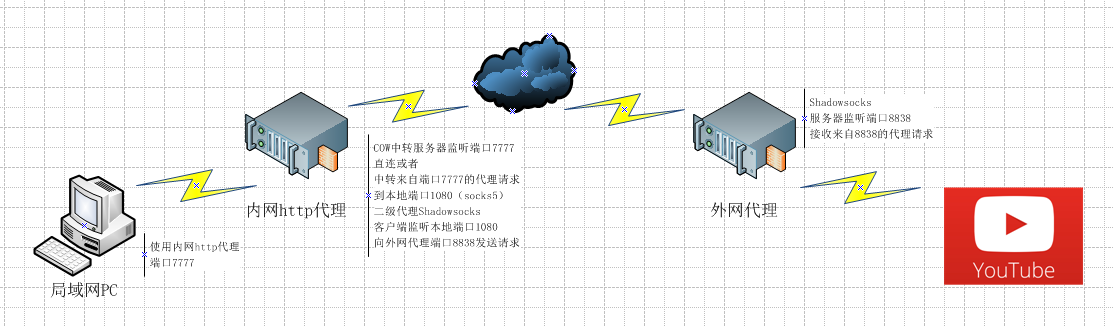 Shadowsocks
服务器监听端口8838
接收来自8838的代理请求
COW中转服务器监听端口7777
直连或者
中转来自端口7777的代理请求
到本地端口1080（socks5）
二级代理Shadowsocks
客户端监听本地端口1080
向外网代理端口8838发送请求
内网http代理
外网代理
使用内网http代理
端口7777
局域网PC
YouTube